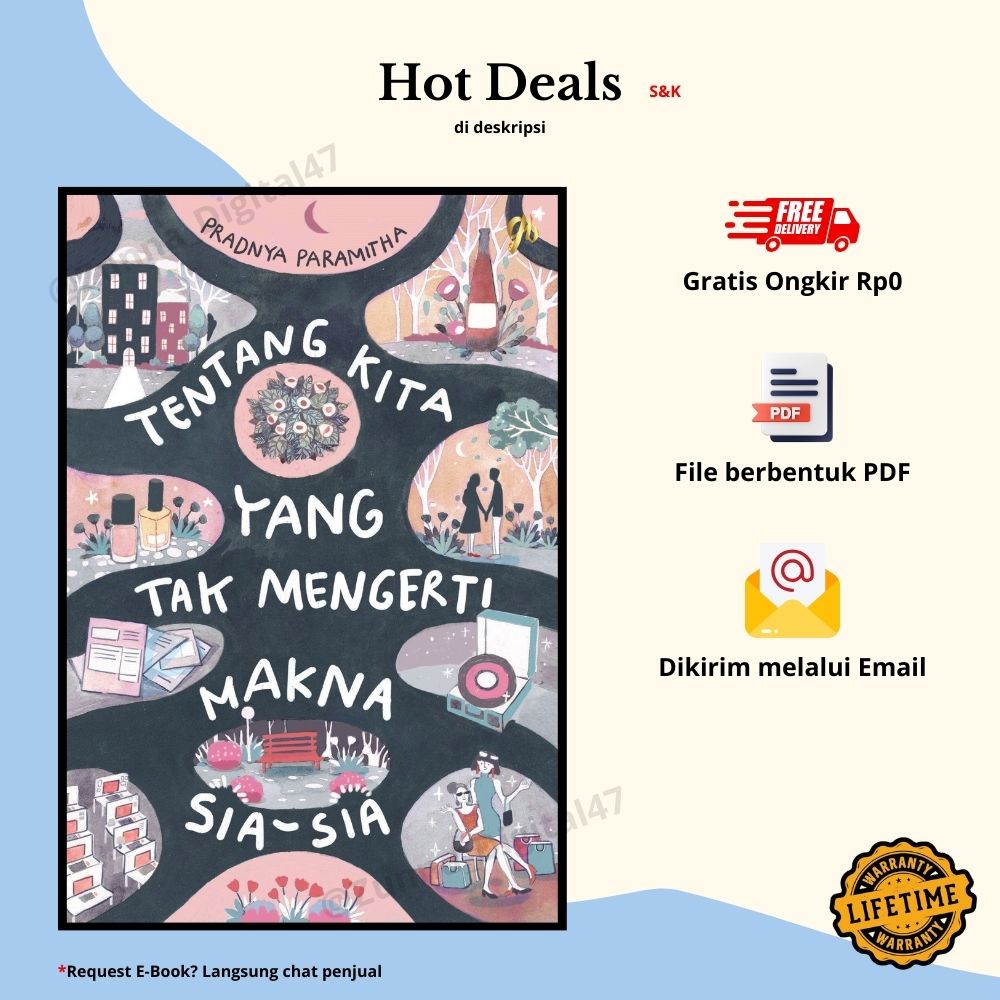 Hot Deals
S&K
di deskripsi
PRADNYA PARAMITHA
TENTANG KITA
YANG
TAK MENGERTI
MAKNA
SIA-SIA
FREE
DELIVERY
Gratis Ongkir Rp0
PDF
File berbentuk PDF
@
Dikirim melalui Email
WARRANTY
LIFETIME
WARRANTY
*Request E-Book? Langsung chat penjual
Digital47